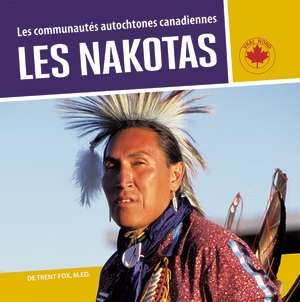 Les communautés autochtones canadiennes
LES NAKOTAS
VRAI NORD
DE TRENT FOX, M.ED.